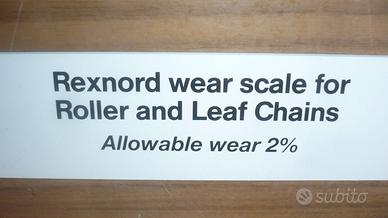 Rexnord wear scale for
Roller and Leaf Chains
Allowable wear 2%
subito